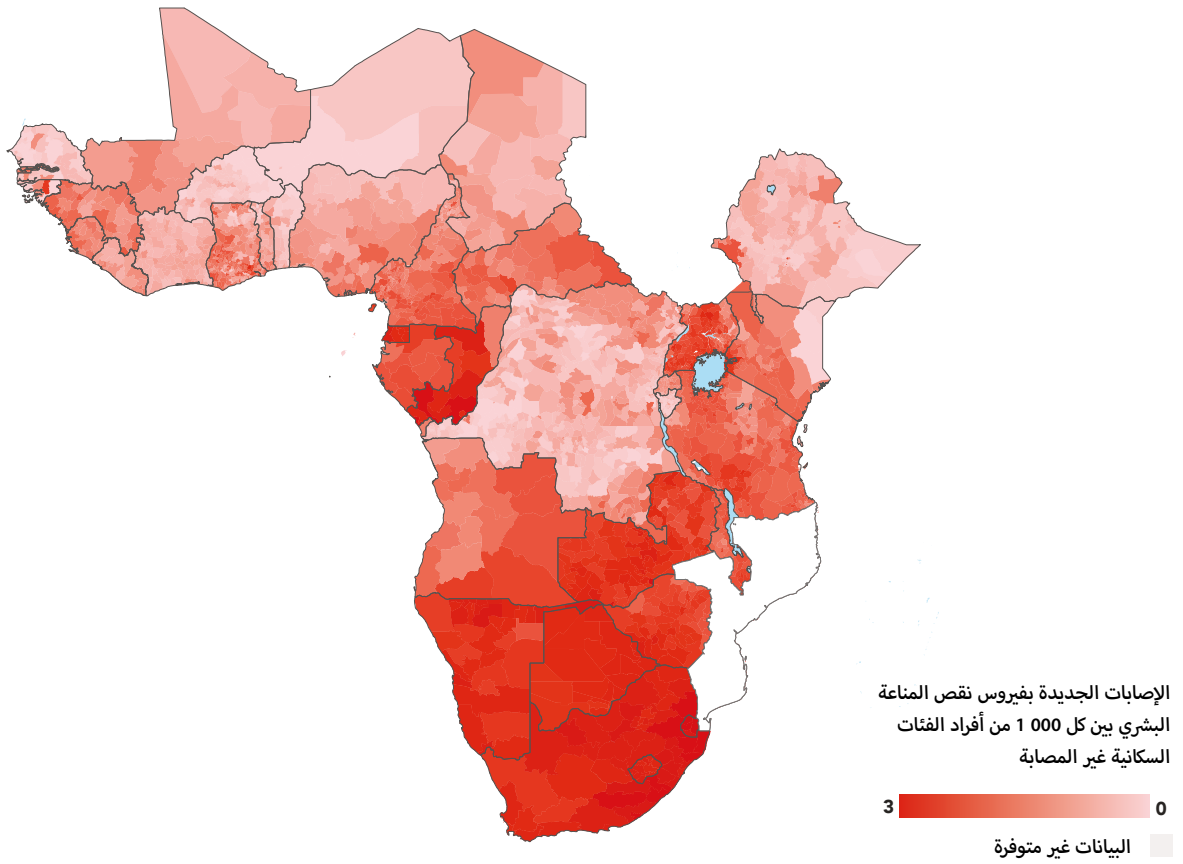 الإصابات الجديدة بفيروس نقص المناعة
البشري بين كل 000 1 من أفراد الفئات
السكانية غير المصابة
0
3
البيانات غير متوفرة